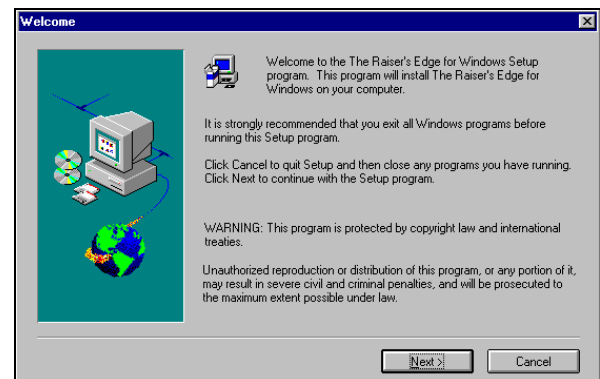 Welcome
Welcome to the The Raiser's Edge for Windows Setup
program. This program will install The Raiser's Edge for
Windows on your computer.
It is strongly recommended that you exit all Windows programs before
running this Setup program.
Click Cancel to quit Setup and then close any programs you have running.
Click Next to continue with the Setup program.
WARNING: This program is protected by copyright law and international
treaties.
Unauthorized reproduction or distribution of this program, or any portion of it,
may result in severe civil and criminal penalties, and will be prosecuted to
the maximum extent possible under law.
Next >
Cancel